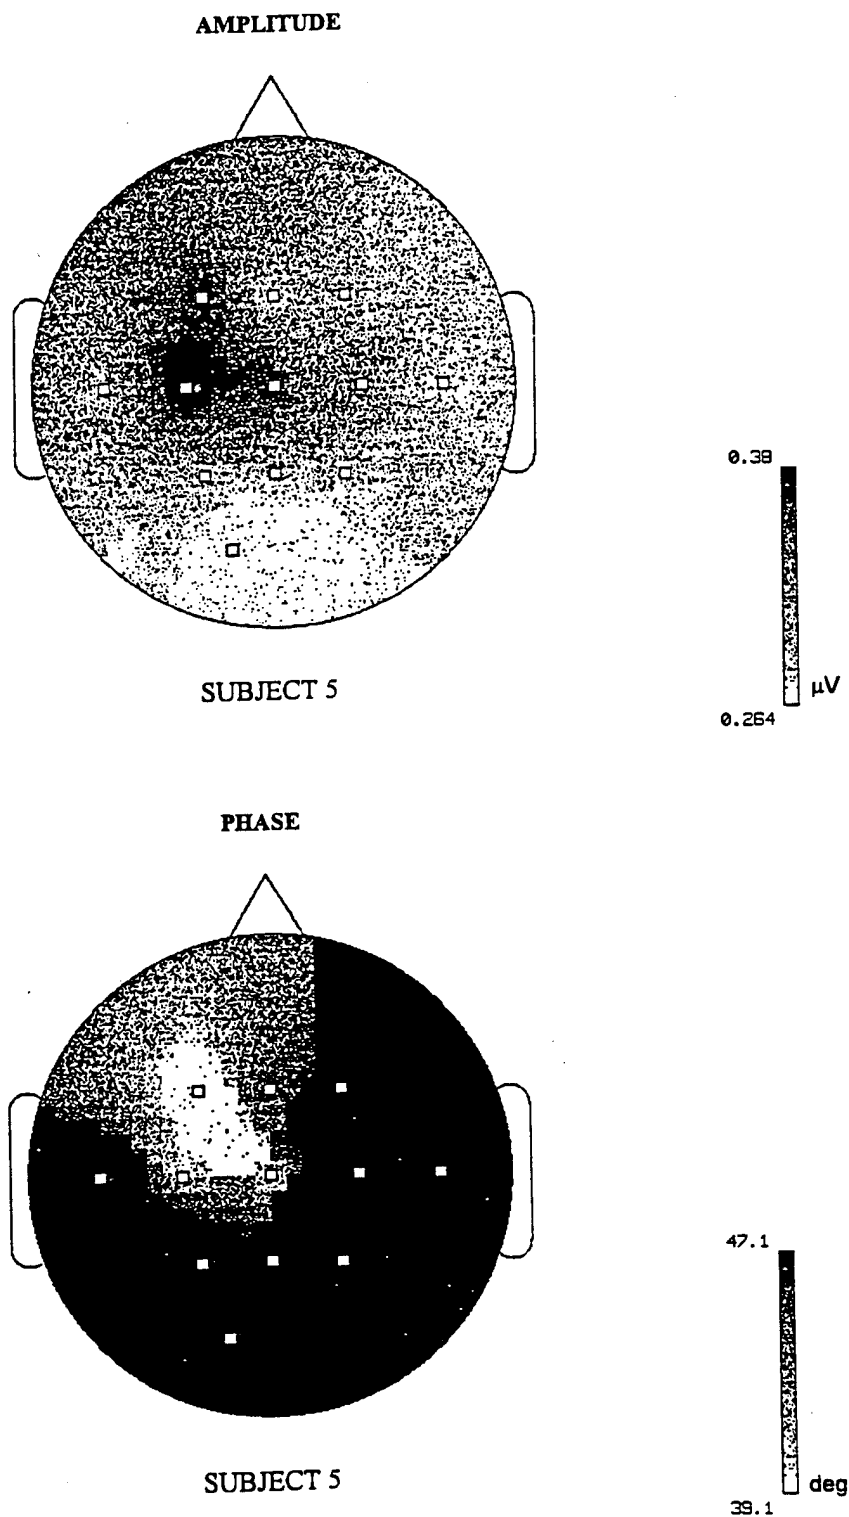 AMPLITUDE
0.38
µV
0.264
SUBJECT 5
PHASE
47.1
deg
39.1
SUBJECT 5